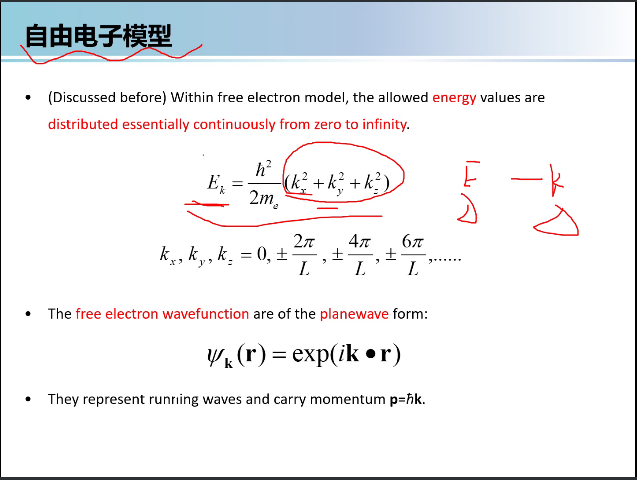 自由电子模型
• (Discussed before) Within free electron model, the allowed energy values are
distributed essentially continuously from zero to infinity.
E_k = h²/2m_e (k_x² + k_y² + k_z²)
E — k
k_x, k_y, k_z = 0, ± 2π/L, ± 4π/L, ± 6π/L, ......
• The free electron wavefunction are of the planewave form:
ψ_k(r) = exp(ik • r)
• They represent running waves and carry momentum p=ℏk.